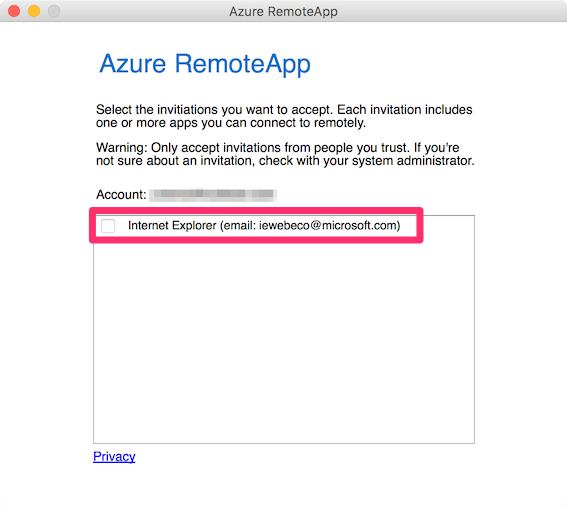 Azure RemoteApp
Azure RemoteApp
Select the invitiations you want to accept. Each invitation includes
one or more apps you can connect to remotely.
Warning: Only accept invitations from people you trust. If you're
not sure about an invitation, check with your system administrator.
Account:
Internet Explorer (email: iewebeco@microsoft.com)
Privacy